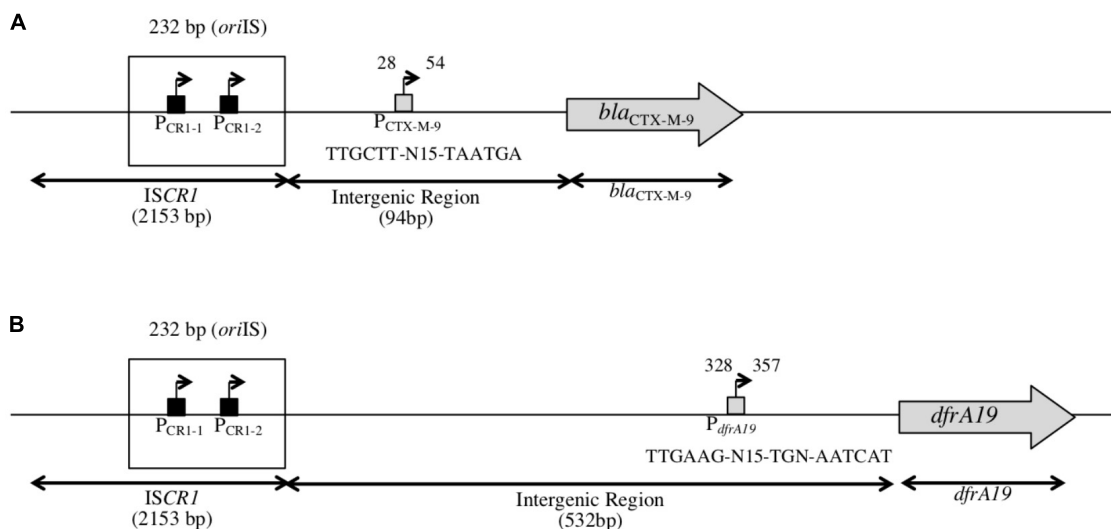 A
232 bp (oriIS)
28 54
PCR1-1 PCR1-2 PCTX-M-9 blaCTX-M-9
TTGCTT-N15-TAATGA
ISCR1 Intergenic Region blaCTX-M-9
(2153 bp) (94bp)
B
232 bp (oriIS)
328 357
PCR1-1 PCR1-2 PdfrA19 dfrA19
TTGAAG-N15-TGN-AATCAT
ISCR1 Intergenic Region dfrA19
(2153 bp) (532bp)